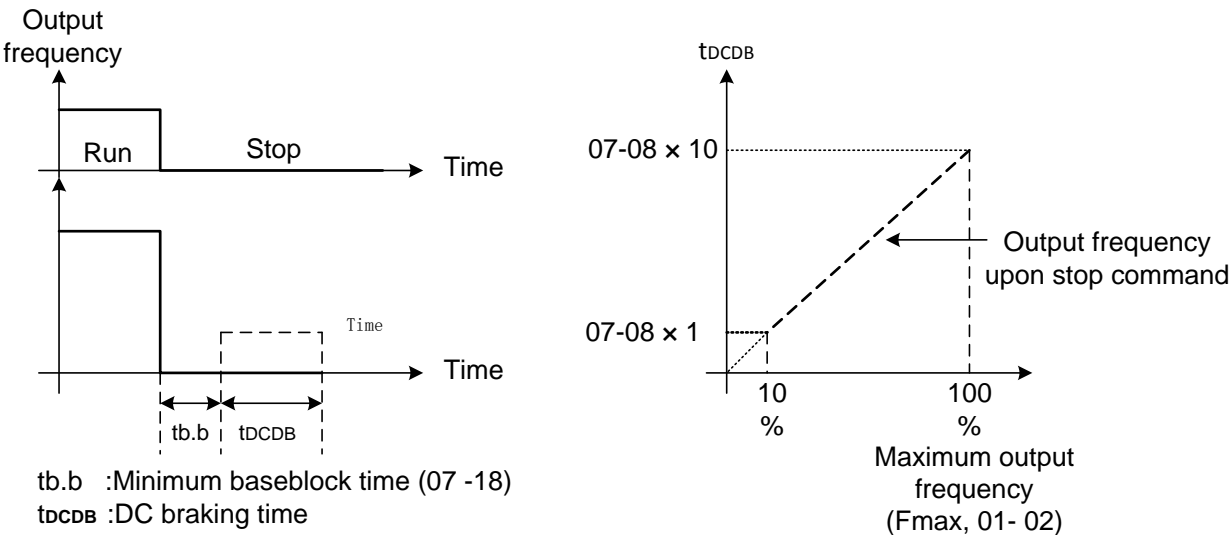 Output
frequency
Run
Stop
Time
Time
Time
tb.b
tDCDB
tb.b :Minimum baseblock time (07 -18)
tDCDB :DC braking time
tDCDB
07-08 × 10
07-08 × 1
Output frequency
upon stop command
10
%
100
%
Maximum output
frequency
(Fmax, 01- 02)